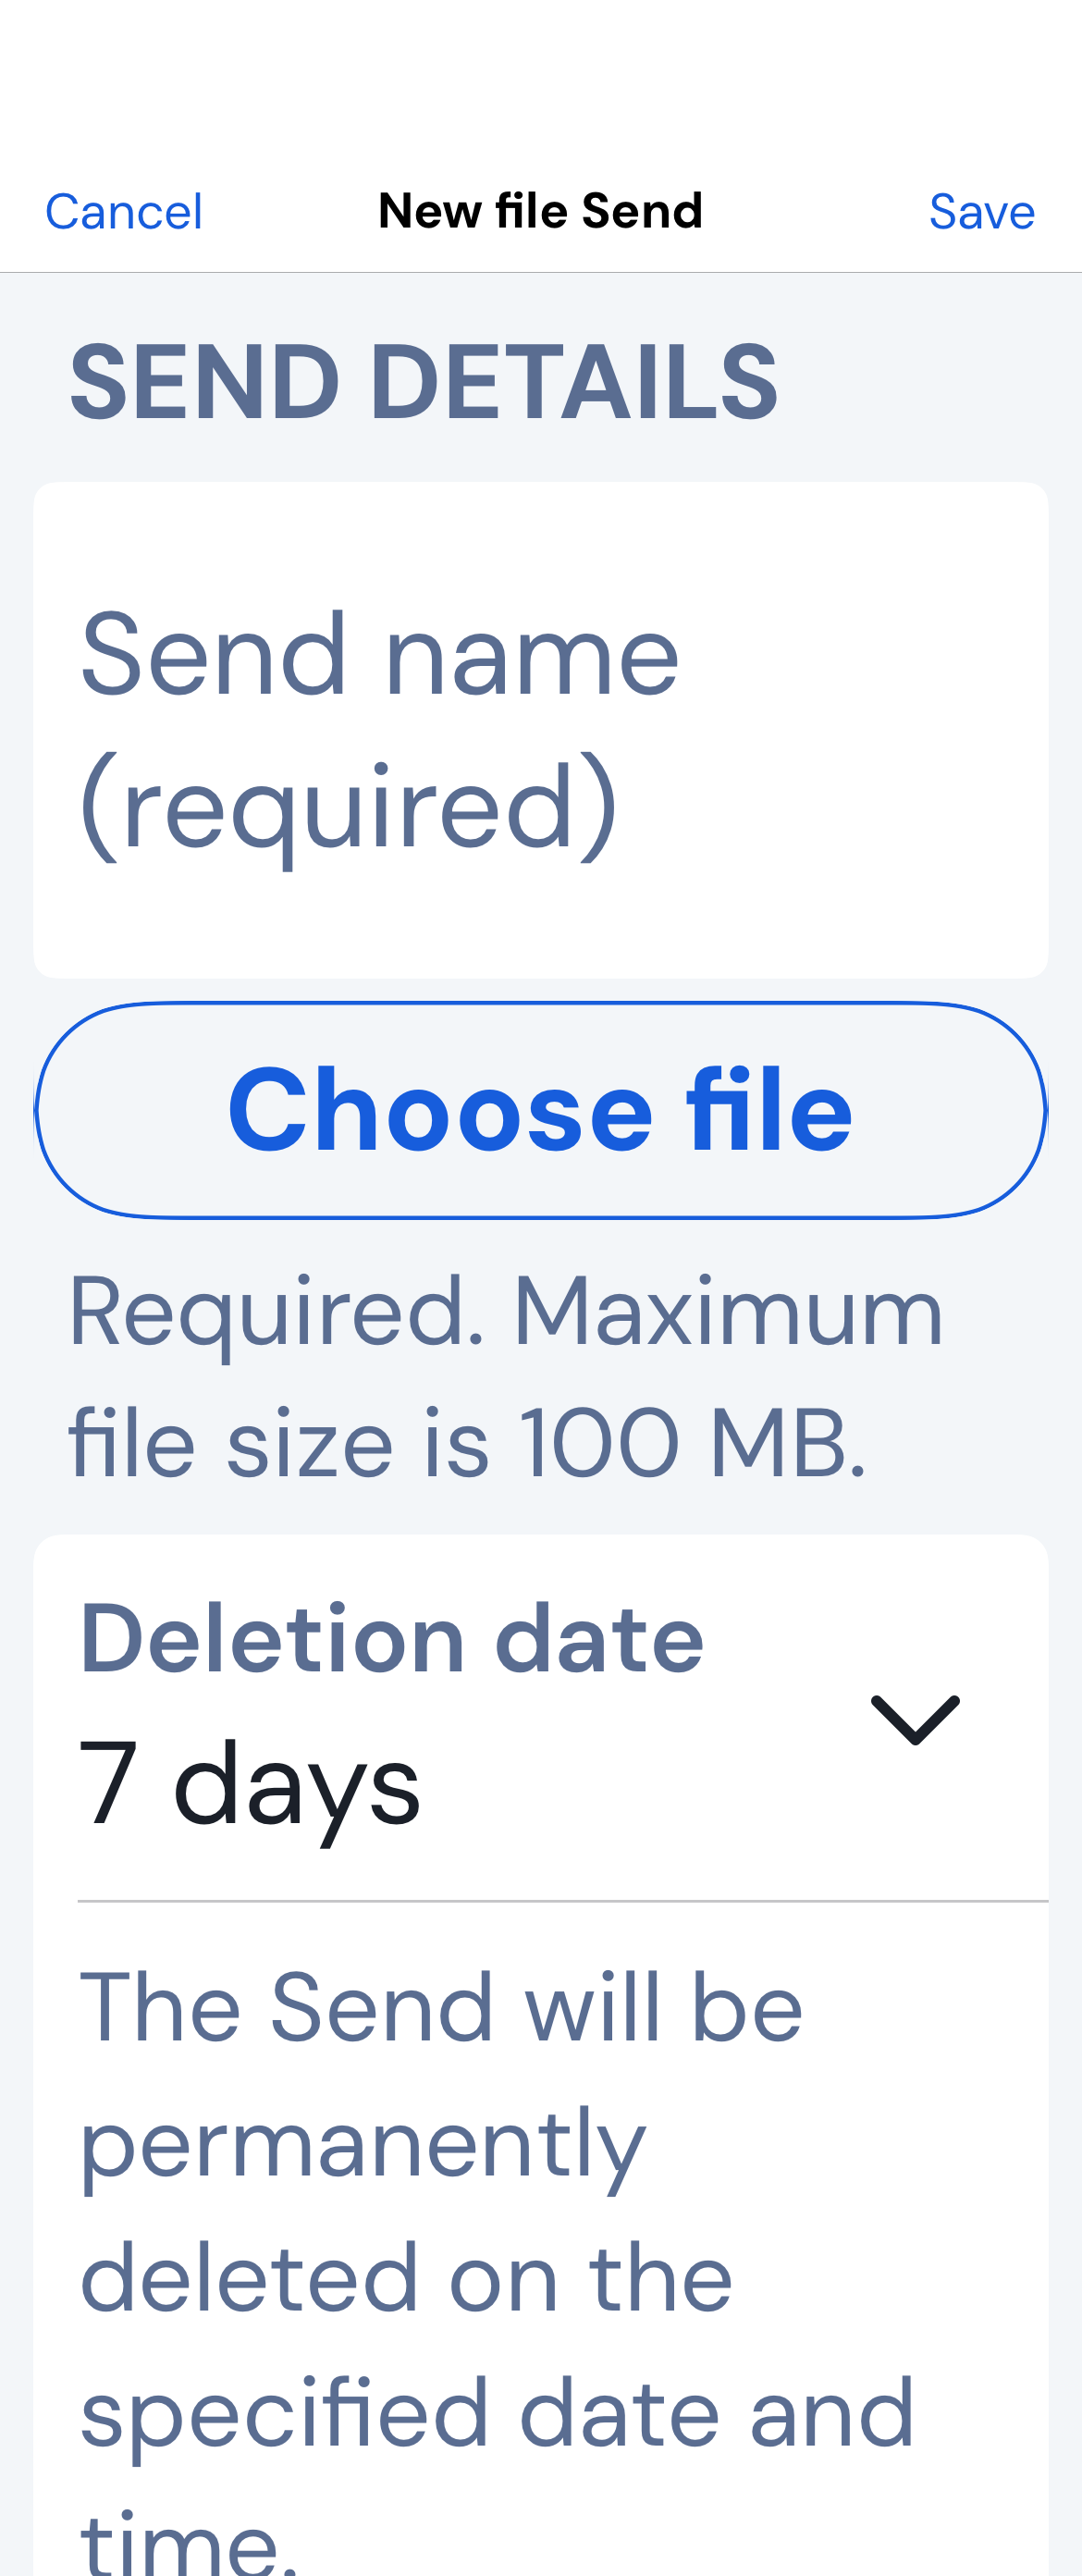 Cancel New file Send Save
SEND DETAILS
Send name
(required)
Choose file
Required. Maximum
file size is 100 MB.
Deletion date
7 days
The Send will be
permanently
deleted on the
specified date and
time.